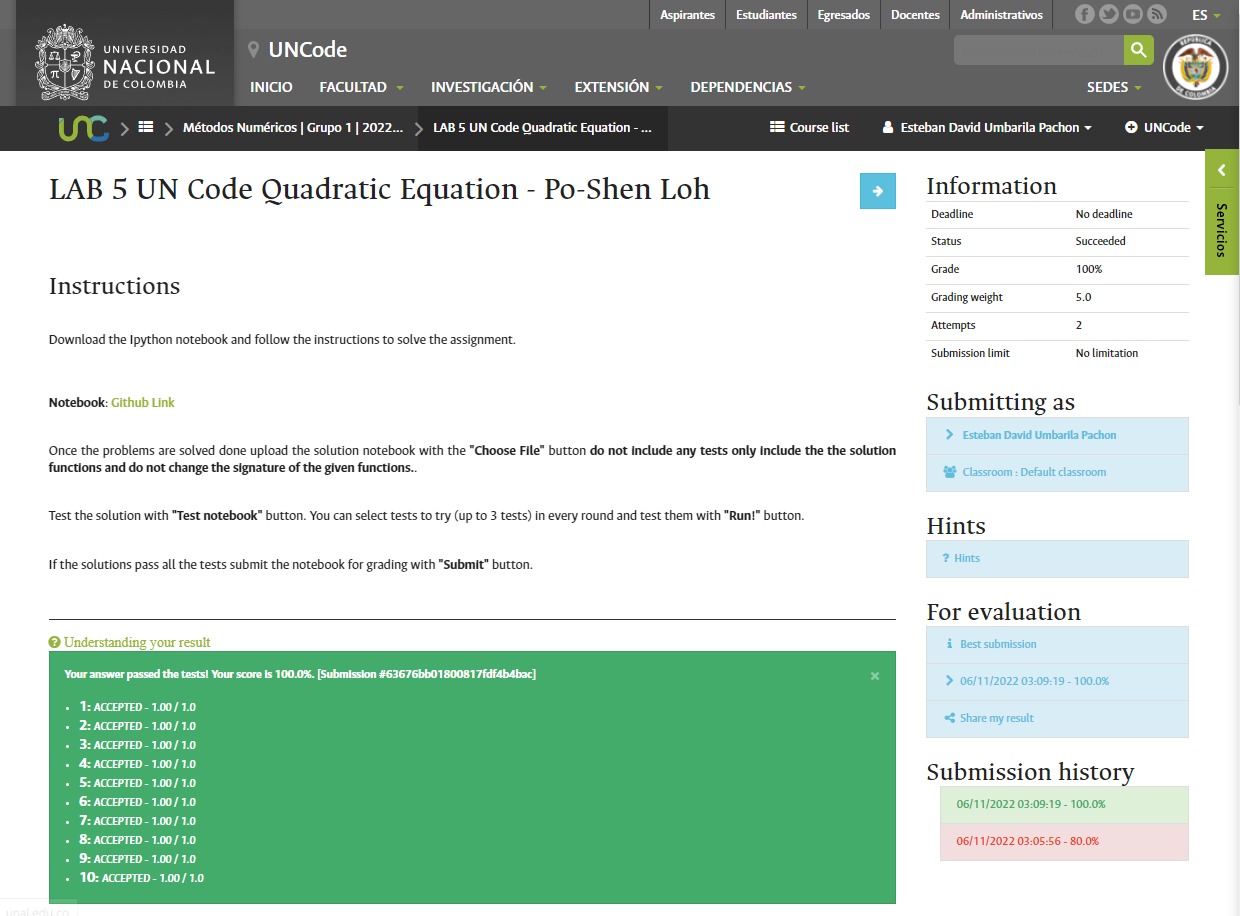 Aspirantes Estudiantes Egresados Docentes Administrativos ES
UNIVERSIDAD
NACIONAL
DE COLOMBIA
UNCode
INICIO FACULTAD INVESTIGACIÓN EXTENSIÓN DEPENDENCIAS SEDES
UNC Métodos Numéricos | Grupo 1 | 2022... LAB 5 UN Code Quadratic Equation - ... Course list Esteban David Umbarila Pachon UNCode
Servicios
LAB 5 UN Code Quadratic Equation - Po-Shen Loh
Instructions
Download the Ipython notebook and follow the instructions to solve the assignment.
Notebook: Github Link
Once the problems are solved done upload the solution notebook with the "Choose File" button do not include any tests only include the the solution
functions and do not change the signature of the given functions..
Test the solution with "Test notebook" button. You can select tests to try (up to 3 tests) in every round and test them with "Run!" button.
If the solutions pass all the tests submit the notebook for grading with "Submit" button.
Understanding your result
Your answer passed the tests! Your score is 100.0%. [Submission #63676bb01800817fdf4b4bac] ×
1: ACCEPTED - 1.00 / 1.0
2: ACCEPTED - 1.00 / 1.0
3: ACCEPTED - 1.00 / 1.0
4: ACCEPTED - 1.00 / 1.0
5: ACCEPTED - 1.00 / 1.0
6: ACCEPTED - 1.00 / 1.0
7: ACCEPTED - 1.00 / 1.0
8: ACCEPTED - 1.00 / 1.0
9: ACCEPTED - 1.00 / 1.0
10: ACCEPTED - 1.00 / 1.0
Information
Deadline No deadline
Status Succeeded
Grade 100%
Grading weight 5.0
Attempts 2
Submission limit No limitation
Submitting as
Esteban David Umbarila Pachon
Classroom : Default classroom
Hints
? Hints
For evaluation
Best submission
06/11/2022 03:09:19 - 100.0%
Share my result
Submission history
06/11/2022 03:09:19 - 100.0%
06/11/2022 03:05:56 - 80.0%
unal.edu.co